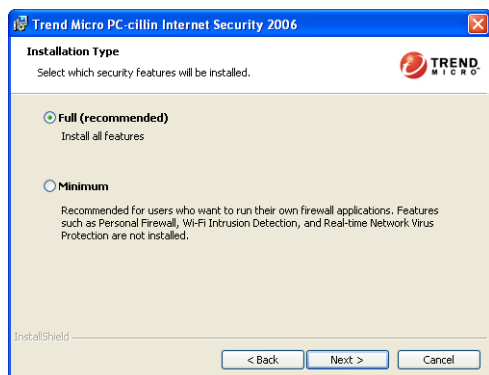 Trend Micro PC-cillin Internet Security 2006
Installation Type
Select which security features will be installed.
TREND
MICRO
Full (recommended)
Install all features
Minimum
Recommended for users who want to run their own firewall applications. Features
such as Personal Firewall, Wi-Fi Intrusion Detection, and Real-time Network Virus
Protection are not installed.
InstallShield
< Back
Next >
Cancel